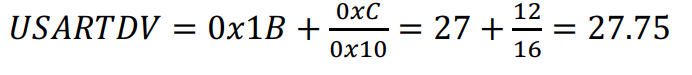 USARTDV = 0x1B + 0xC/0x10 = 27 + 12/16 = 27.75